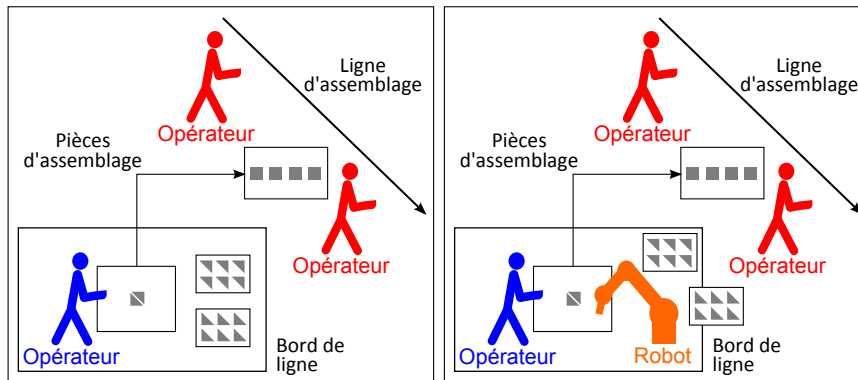 Ligne
d'assemblage
Opérateur
Pièces
d'assemblage
Opérateur
Opérateur
Bord de
ligne
Ligne
d'assemblage
Opérateur
Pièces
d'assemblage
Opérateur
Opérateur
Robot
Bord de
ligne